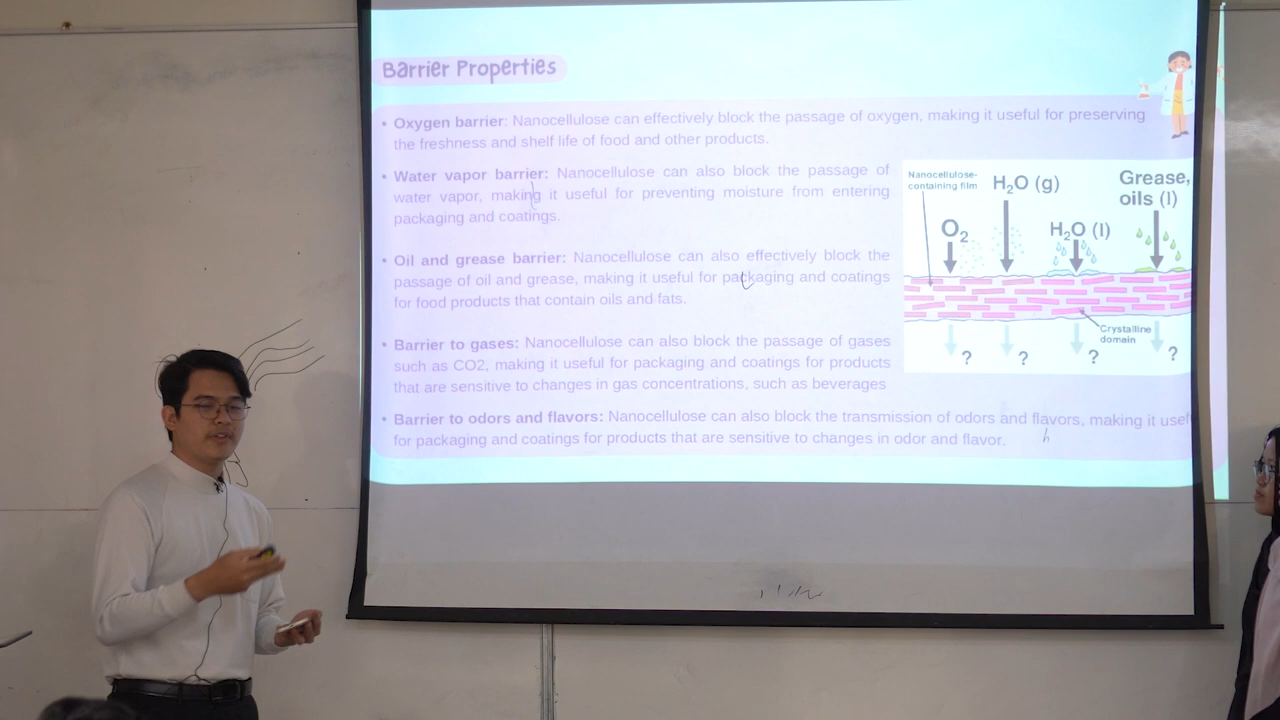 Barrier Properties
• Oxygen barrier: Nanocellulose can effectively block the passage of oxygen, making it useful for preserving
the freshness and shelf life of food and other products.
• Water vapor barrier: Nanocellulose can also block the passage of
water vapor, making it useful for preventing moisture from entering
packaging and coatings.
• Oil and grease barrier: Nanocellulose can also effectively block the
passage of oil and grease, making it useful for packaging and coatings
for food products that contain oils and fats.
• Barrier to gases: Nanocellulose can also block the passage of gases
such as CO2, making it useful for packaging and coatings for products
that are sensitive to changes in gas concentrations, such as beverages
• Barrier to odors and flavors: Nanocellulose can also block the transmission of odors and flavors, making it usef
for packaging and coatings for products that are sensitive to changes in odor and flavor.
Nanocellulose-
containing film
H₂O (g)
Grease,
oils (l)
O₂
H₂O (l)
Crystalline
domain
? ? ? ?